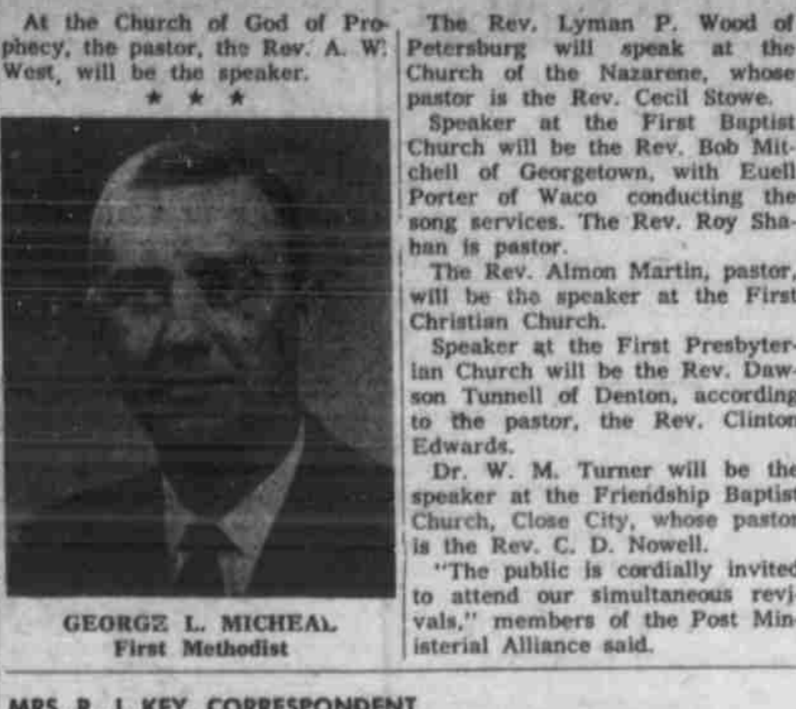 At the Church of God of Pro-
phecy, the pastor, the Rev. A. W.
West, will be the speaker.
★ ★ ★
GEORGE L. MICHEAL
First Methodist
The Rev. Lyman P. Wood of
Petersburg will speak at the
Church of the Nazarene, whose
pastor is the Rev. Cecil Stowe.
Speaker at the First Baptist
Church will be the Rev. Bob Mit-
chell of Georgetown, with Euell
Porter of Waco conducting the
song services. The Rev. Roy Sha-
han is pastor.
The Rev. Almon Martin, pastor,
will be the speaker at the First
Christian Church.
Speaker at the First Presbyter-
ian Church will be the Rev. Daw-
son Tunnell of Denton, according
to the pastor, the Rev. Clinton
Edwards.
Dr. W. M. Turner will be the
speaker at the Friendship Baptist
Church, Close City, whose pastor
is the Rev. C. D. Nowell.
"The public is cordially invited
to attend our simultaneous revi-
vals," members of the Post Min-
isterial Alliance said.
MRS. R. J. KEY, CORRESPONDENT